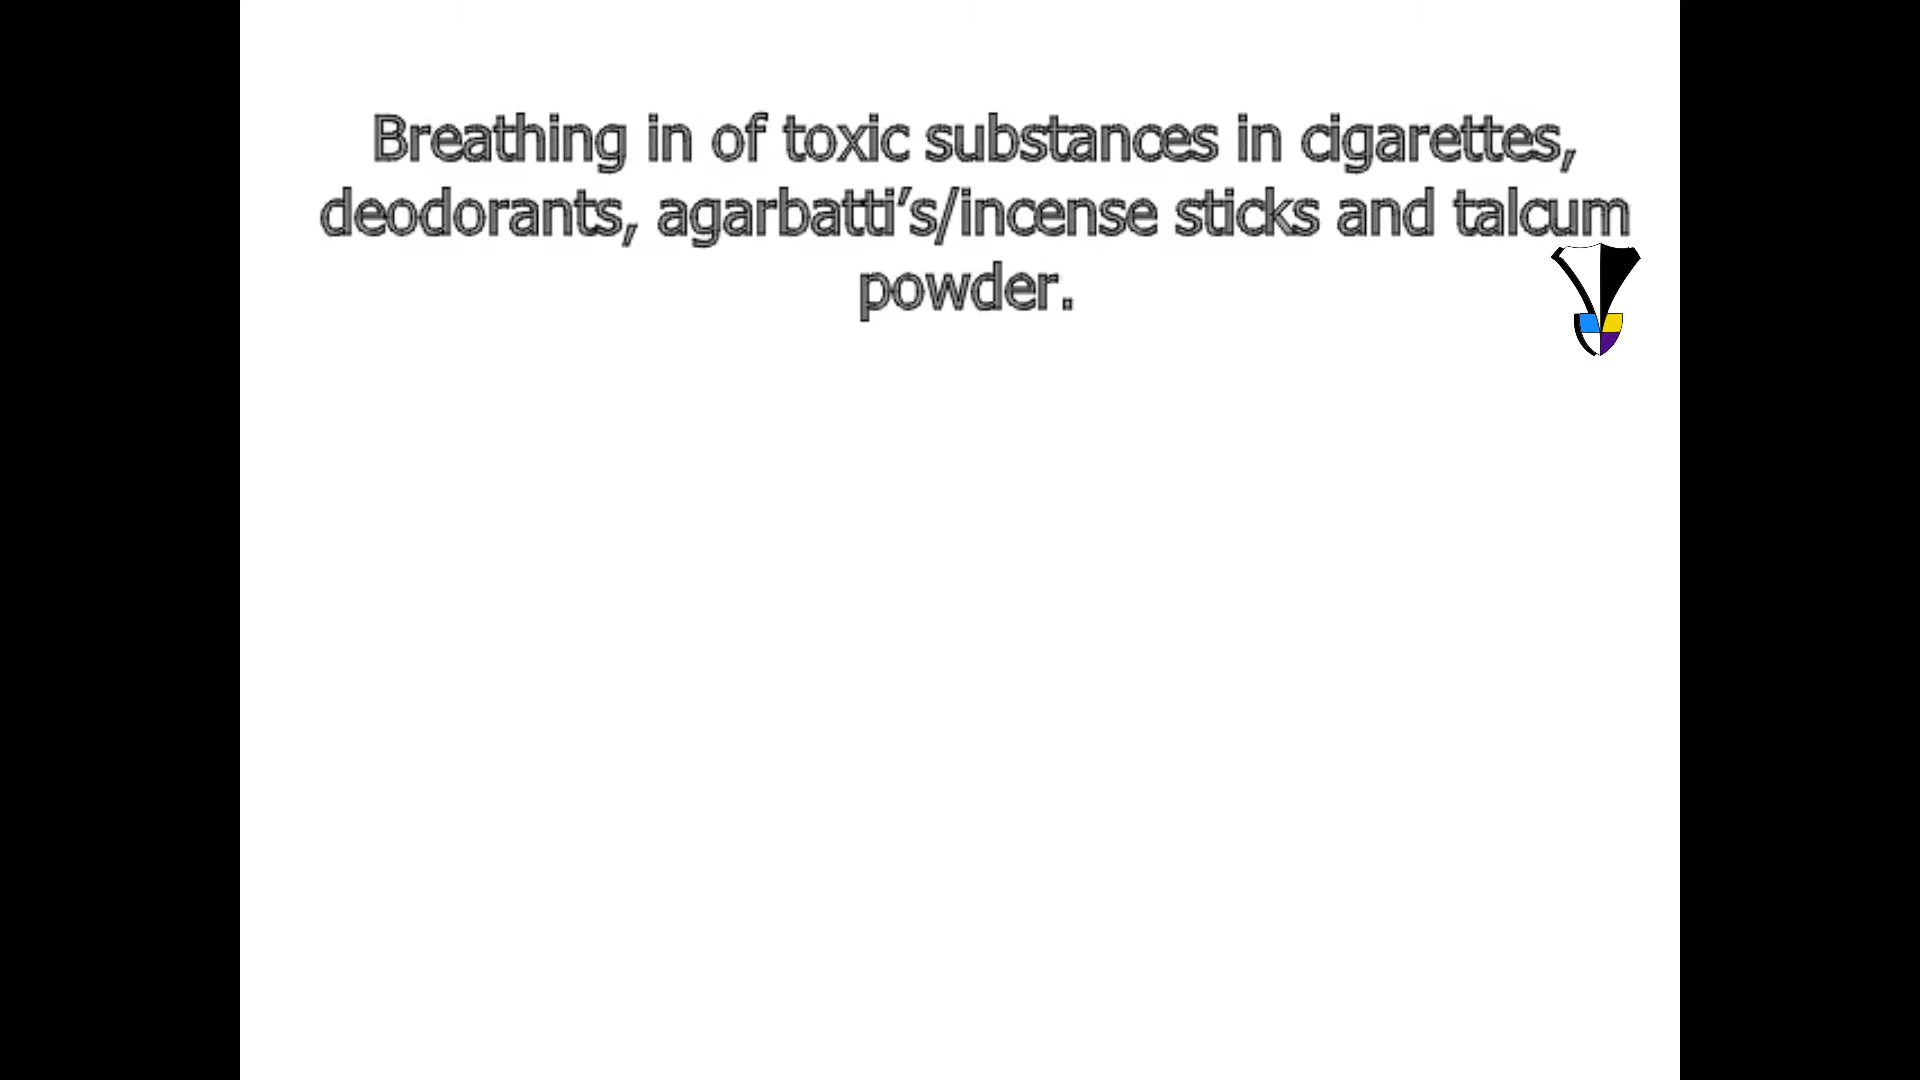 Breathing in of toxic substances in cigarettes,
deodorants, agarbatti’s/incense sticks and talcum
powder.